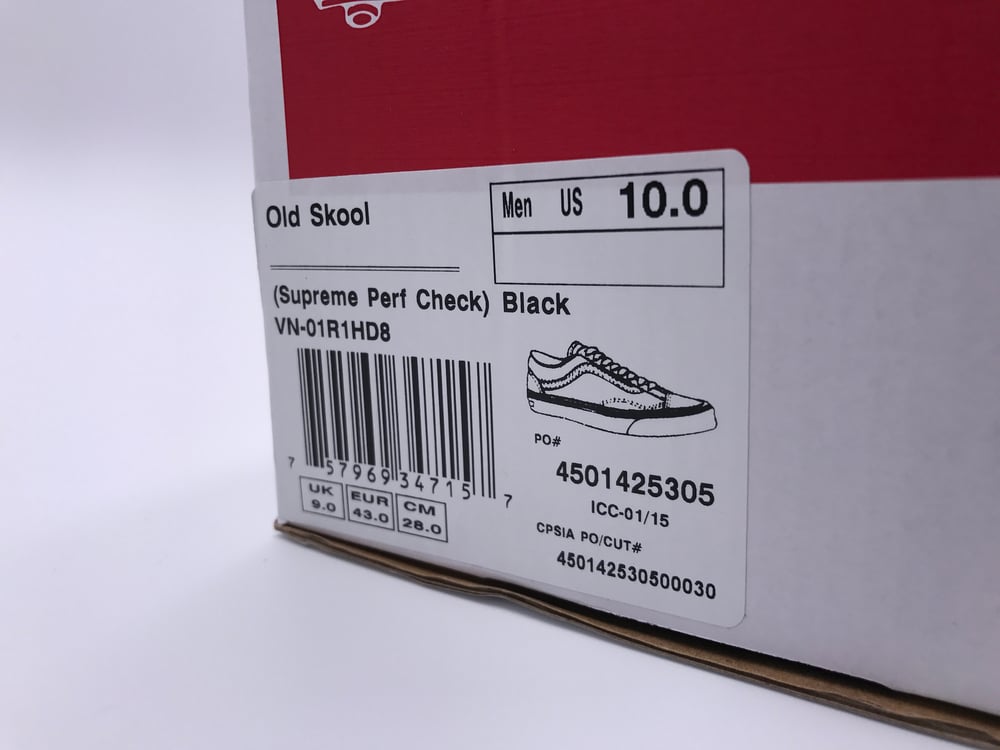 Old Skool
Men US 10.0
(Supreme Perf Check) Black
VN-01R1HD8
7 57969 34715 7
UK 9.0
EUR 43.0
CM 28.0
PO#
4501425305
ICC-01/15
CPSIA PO/CUT#
450142530500030